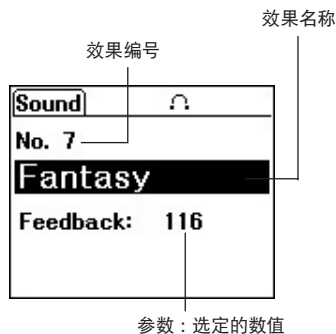 效果名称
效果编号
Sound
No. 7
Fantasy
Feedback: 116
参数：选定的数值